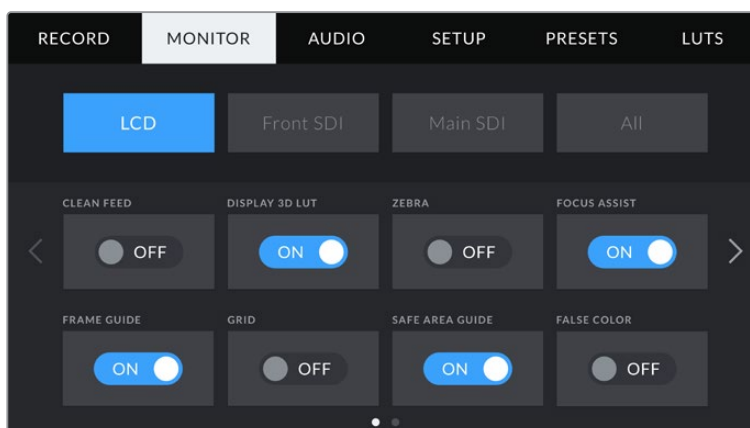 RECORD MONITOR AUDIO SETUP PRESETS LUTS
LCD Front SDI Main SDI All
CLEAN FEED DISPLAY 3D LUT ZEBRA FOCUS ASSIST
OFF ON OFF ON
FRAME GUIDE GRID SAFE AREA GUIDE FALSE COLOR
ON OFF ON OFF